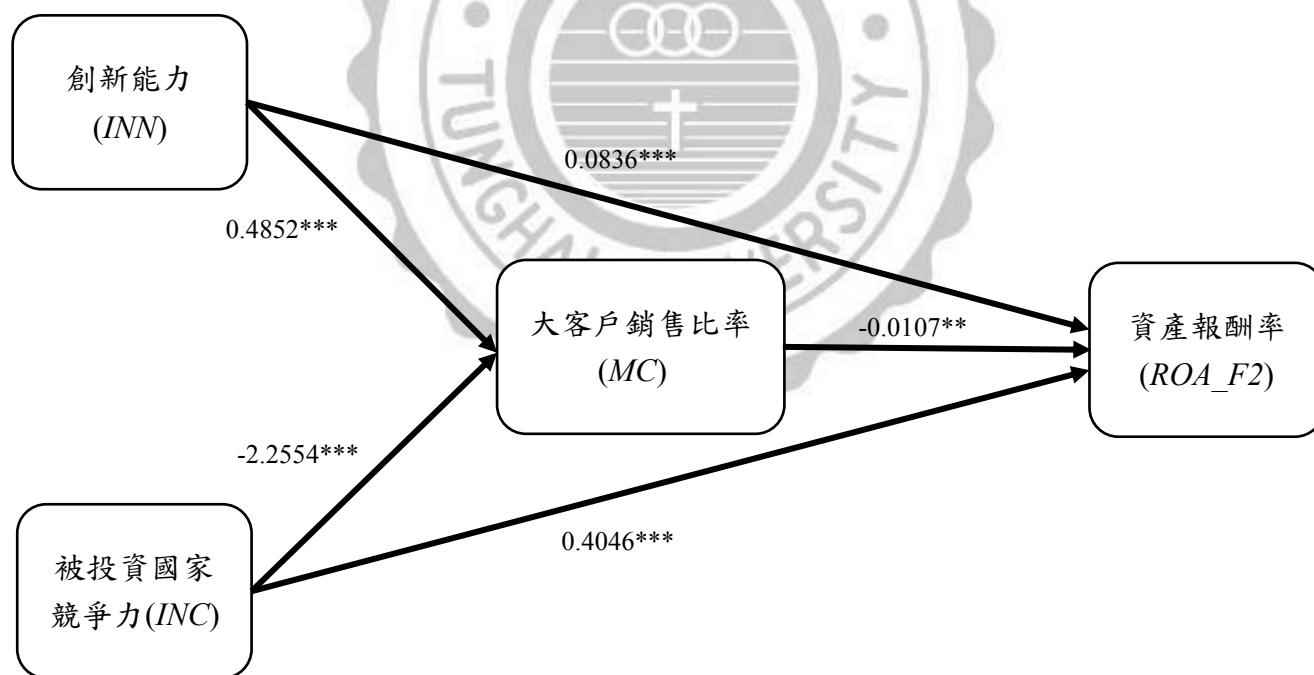 創新能力
(INN)
0.0836***
0.4852***
大客戶銷售比率
(MC)
-0.0107**
資產報酬率
(ROA_F2)
-2.2554***
0.4046***
被投資國家
競爭力(INC)
TUNGHAI UNIVERSITY